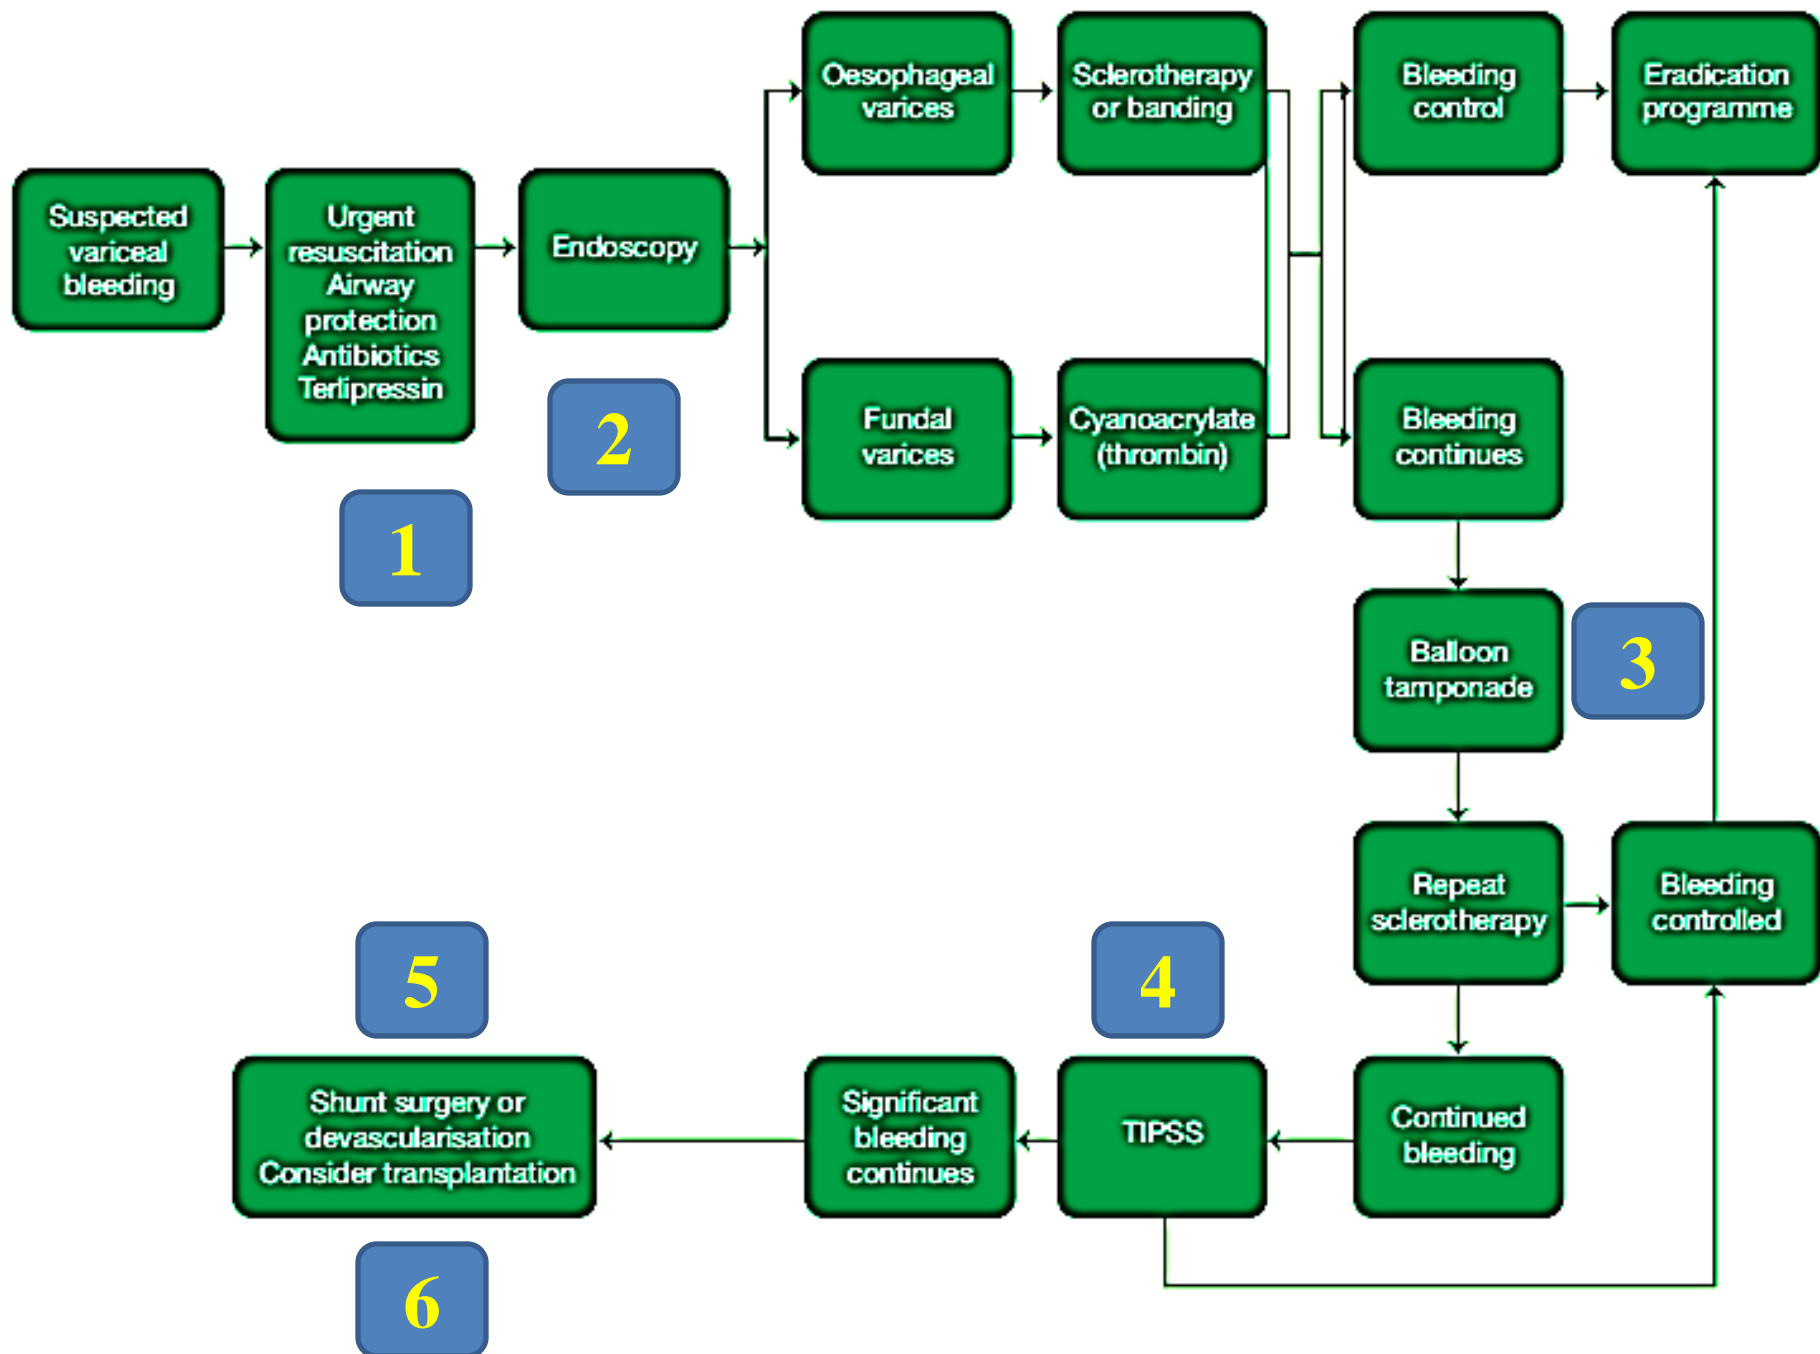 Suspected
variceal
bleeding
Urgent
resuscitation
Airway
protection
Antibiotics
Terlipressin
1
Endoscopy
2
Oesophageal
varices
Sclerotherapy
or banding
Bleeding
control
Eradication
programme
Fundal
varices
Cyanoacrylate
(thrombin)
Bleeding
continues
Balloon
tamponade
3
Repeat
sclerotherapy
Bleeding
controlled
Continued
bleeding
4
TIPSS
Significant
bleeding
continues
5
Shunt surgery or
devascularisation
Consider transplantation
6